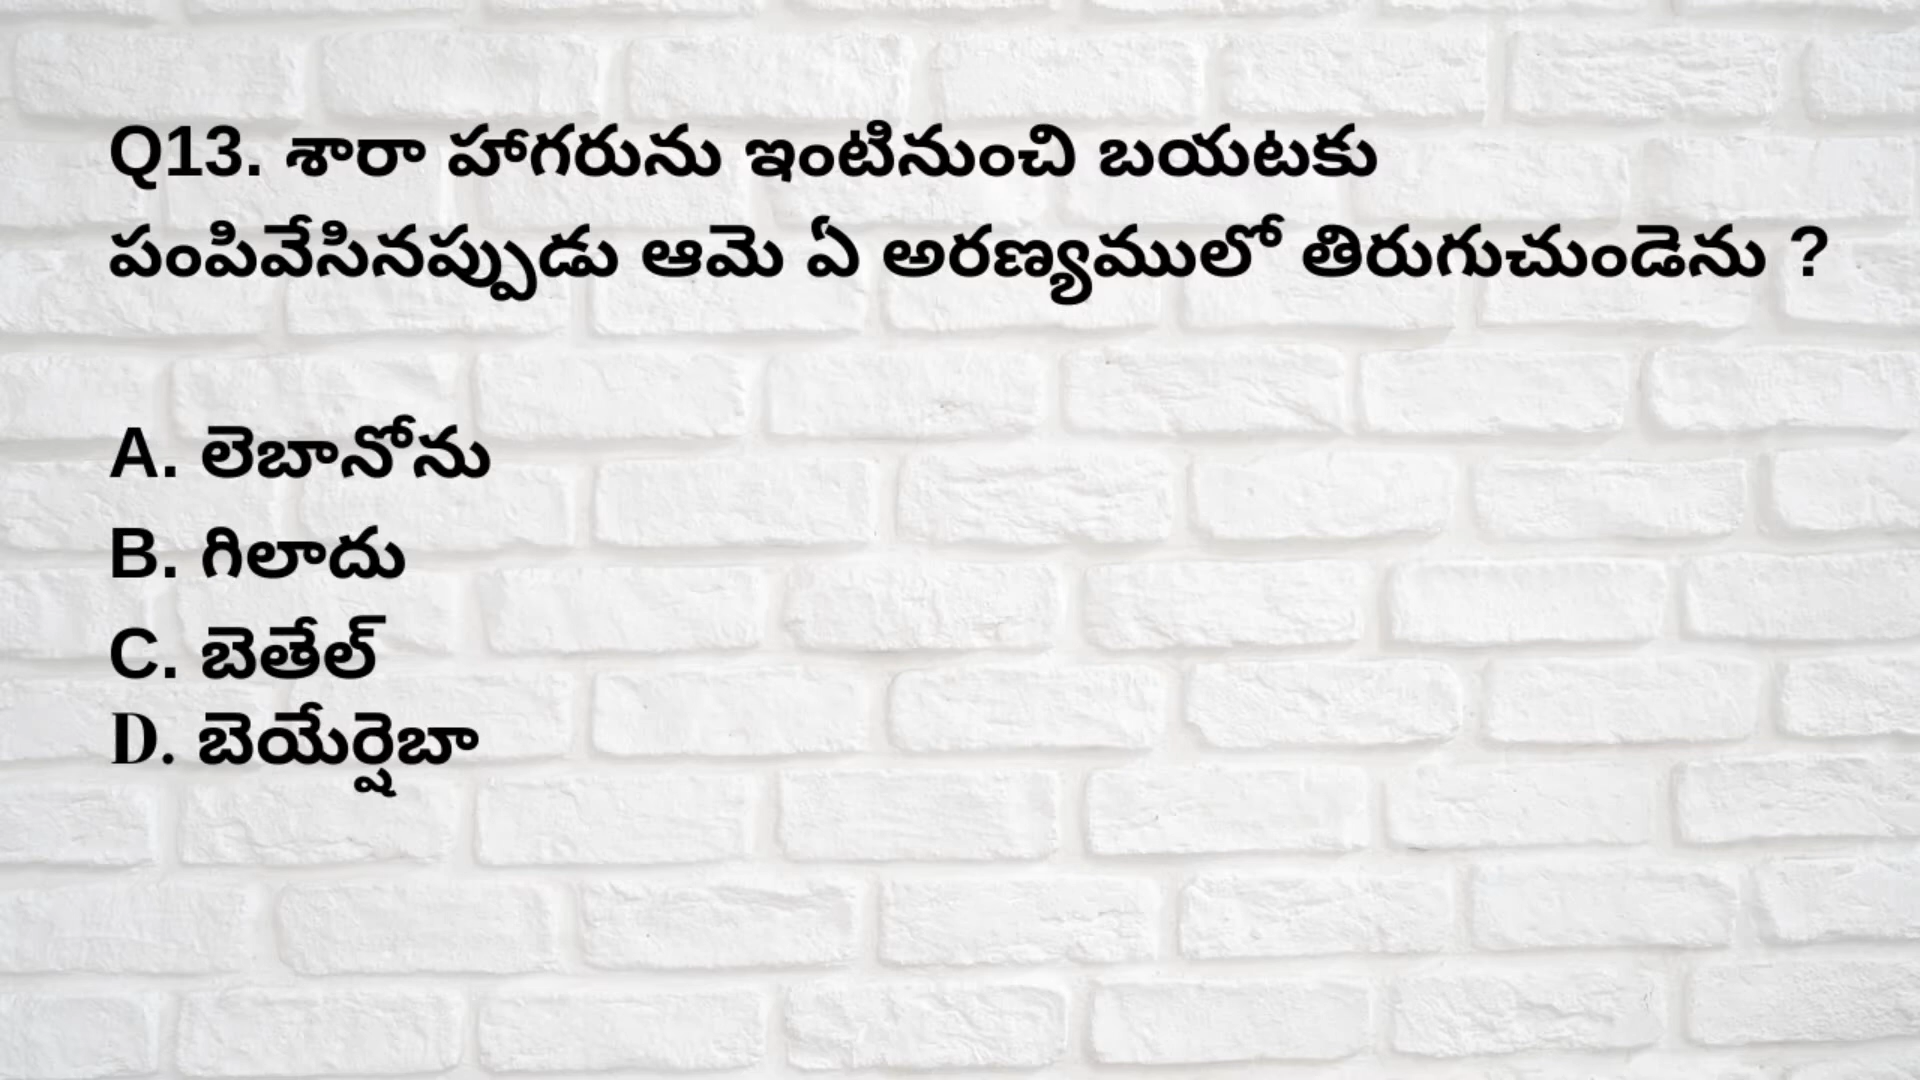 Q13. శారా హాగరును ఇంటినుంచి బయటకు
పంపివేసినప్పుడు ఆమె ఏ అరణ్యములో తిరుగుచుండెను ?
A. లెబానోను
B. గిలాదు
C. బెతేల్
D. బెయేర్షెబా